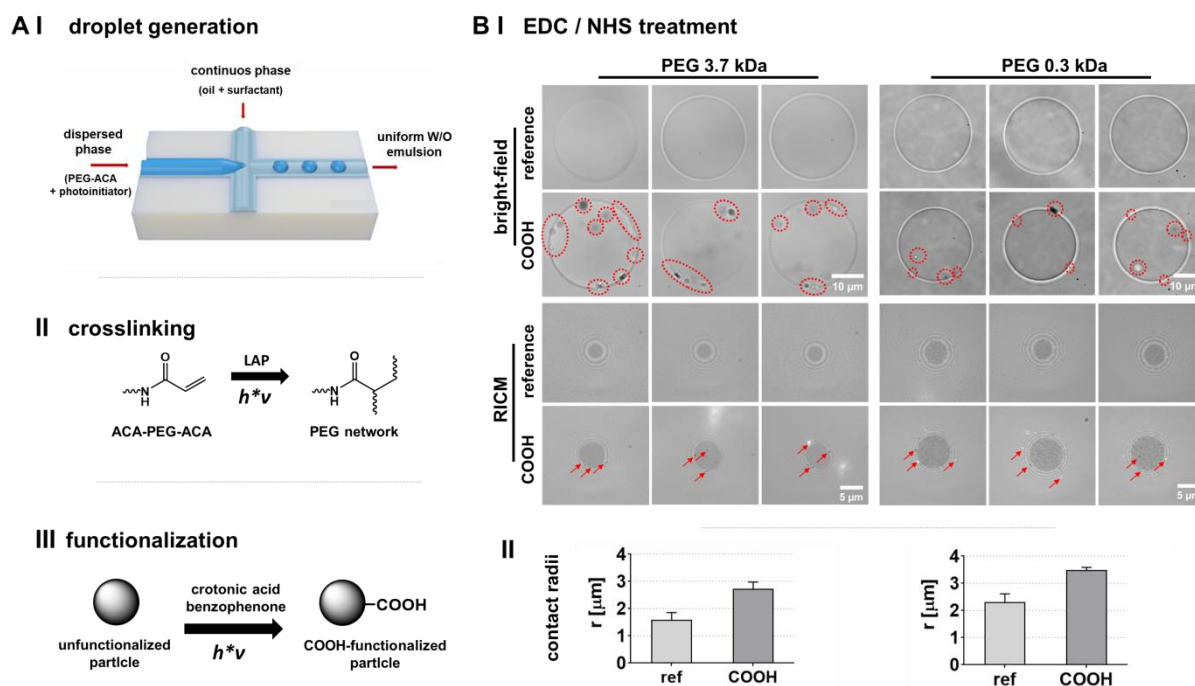 A I droplet generation
continuos phase
(oil + surfactant)
dispersed
phase
(PEG-ACA
+ photoinitiator)
uniform W/O
emulsion
II crosslinking
O
N
H
LAP
h*v
O
N
H
ACA-PEG-ACA
PEG network
III functionalization
crotonic acid
benzophenone
h*v
COOH
unfunctionalized
partIcle
COOH-functionalized
partIcle
B I EDC / NHS treatment
PEG 3.7 kDa
PEG 0.3 kDa
bright-field
reference
COOH
10 µm
10 µm
RICM
reference
COOH
5 µm
5 µm
II
contact radii
r [µm]
4
3
2
1
0
ref
COOH
r [µm]
4
3
2
1
0
ref
COOH